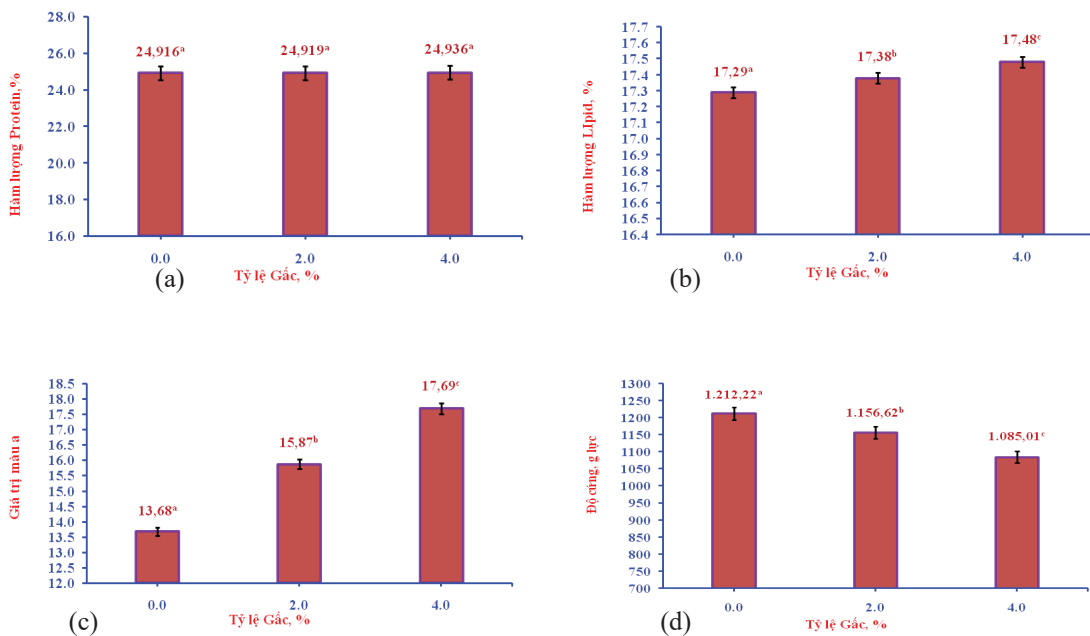 28.0
26.0
24.0
22.0
20.0
18.0
16.0
24,916ᵃ
24,919ᵃ
24,936ᵃ
0.0
2.0
4.0
Hàm lượng Protein,%
Tỷ lệ Gấc, %
(a)
17.7
17.6
17.5
17.4
17.3
17.2
17.1
17.0
16.9
16.8
16.7
16.6
16.5
16.4
17,29ᵃ
17,38ᵇ
17,48ᶜ
0.0
2.0
4.0
Hàm lượng LIpid, %
Tỷ lệ Gấc, %
(b)
18.5
18.0
17.5
17.0
16.5
16.0
15.5
15.0
14.5
14.0
13.5
13.0
12.5
12.0
13,68ᵃ
15,87ᵇ
17,69ᶜ
0.0
2.0
4.0
Giá trị màu a
Tỷ lệ Gấc, %
(c)
1300
1250
1200
1150
1100
1050
1000
950
900
850
800
750
700
1.212,22ᵃ
1.156,62ᵇ
1.085,01ᶜ
0.0
2.0
4.0
Độ cứng, g lực
Tỷ lệ Gấc, %
(d)